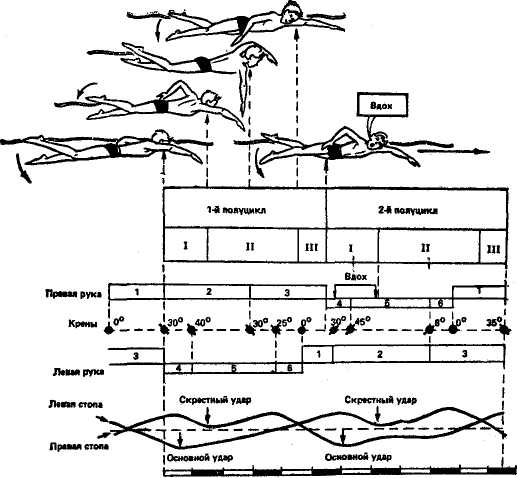 Вдох
1-й полуцикл 2-й полуцикл
I II III I II III
Вдох
Правая рука 1 2 3 4 5 6 1
Крены 0° 30° 40° 30° 25° 0° 30° 45° 8° 0° 35°
3 1 2 3
Левая рука 4 5 6
Левая стопа Скрестный удар Скрестный удар
Правая стопа
Основной удар Основной удар